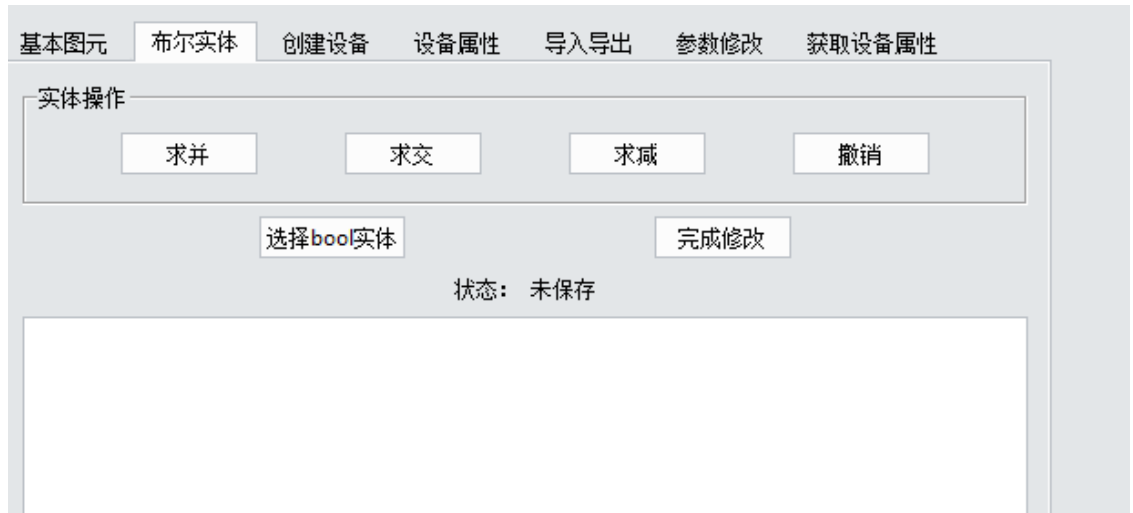 基本图元 布尔实体 创建设备 设备属性 导入导出 参数修改 获取设备属性
实体操作
求并 求交 求减 撤销
选择bool实体 完成修改
状态： 未保存